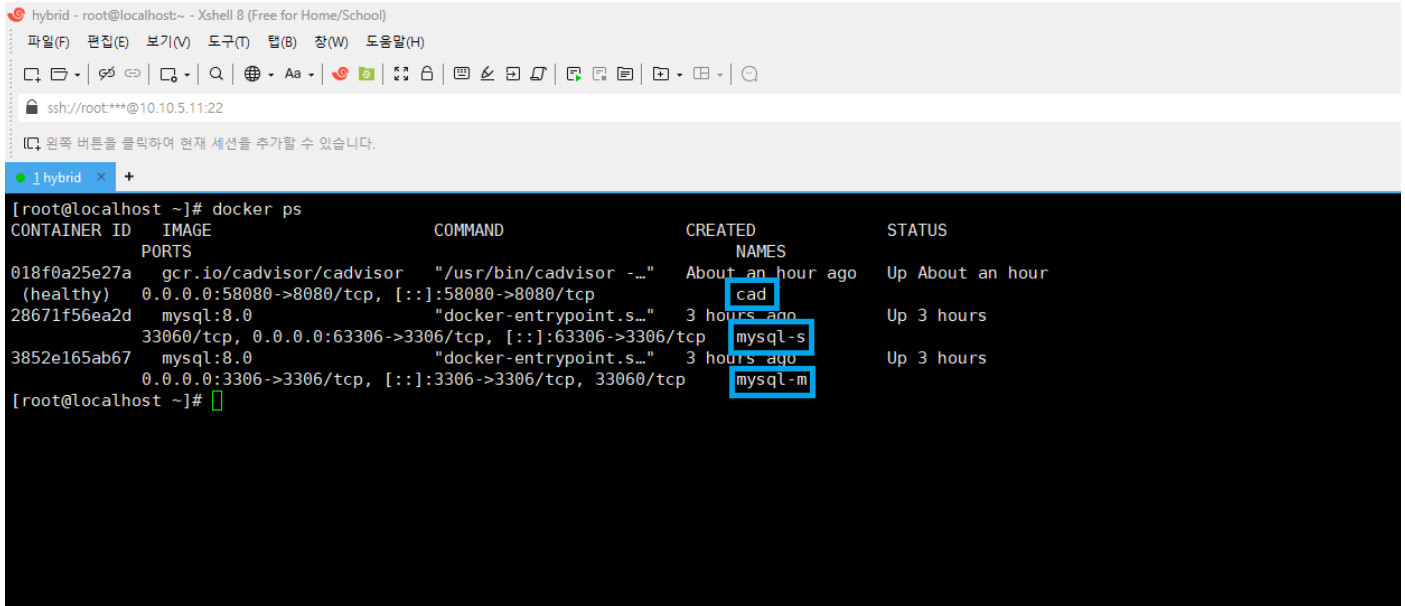 hybrid - root@localhost:~ - Xshell 8 (Free for Home/School)
파일(F) 편집(E) 보기(V) 도구(T) 탭(B) 창(W) 도움말(H)
Aa
ssh://root:***@10.10.5.11:22
왼쪽 버튼을 클릭하여 현재 세션을 추가할 수 있습니다.
1 hybrid × +
[root@localhost ~]# docker ps
CONTAINER ID IMAGE COMMAND CREATED STATUS
PORTS NAMES
018f0a25e27a gcr.io/cadvisor/cadvisor "/usr/bin/cadvisor -…" About an hour ago Up About an hour
(healthy) 0.0.0.0:58080->8080/tcp, [::]:58080->8080/tcp cad
28671f56ea2d mysql:8.0 "docker-entrypoint.s…" 3 hours ago Up 3 hours
33060/tcp, 0.0.0.0:63306->3306/tcp, [::]:63306->3306/tcp mysql-s
3852e165ab67 mysql:8.0 "docker-entrypoint.s…" 3 hours ago Up 3 hours
0.0.0.0:3306->3306/tcp, [::]:3306->3306/tcp, 33060/tcp mysql-m
[root@localhost ~]#